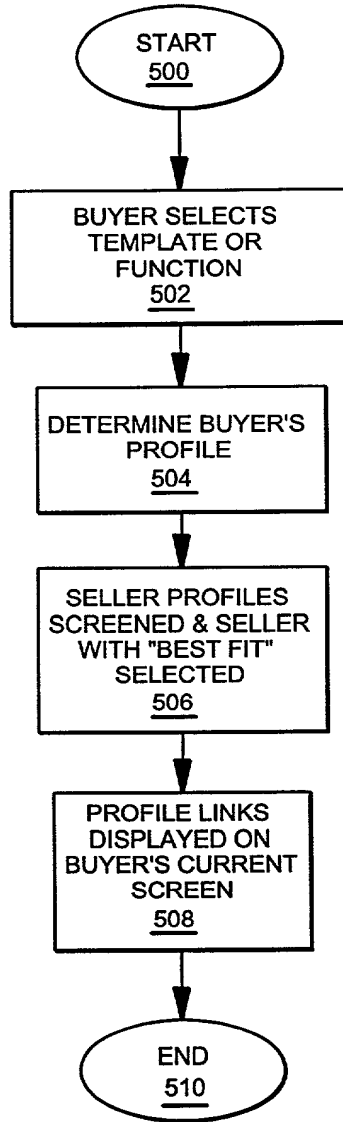 START
500
BUYER SELECTS
TEMPLATE OR
FUNCTION
502
DETERMINE BUYER'S
PROFILE
504
SELLER PROFILES
SCREENED & SELLER
WITH "BEST FIT"
SELECTED
506
PROFILE LINKS
DISPLAYED ON
BUYER'S CURRENT
SCREEN
508
END
510